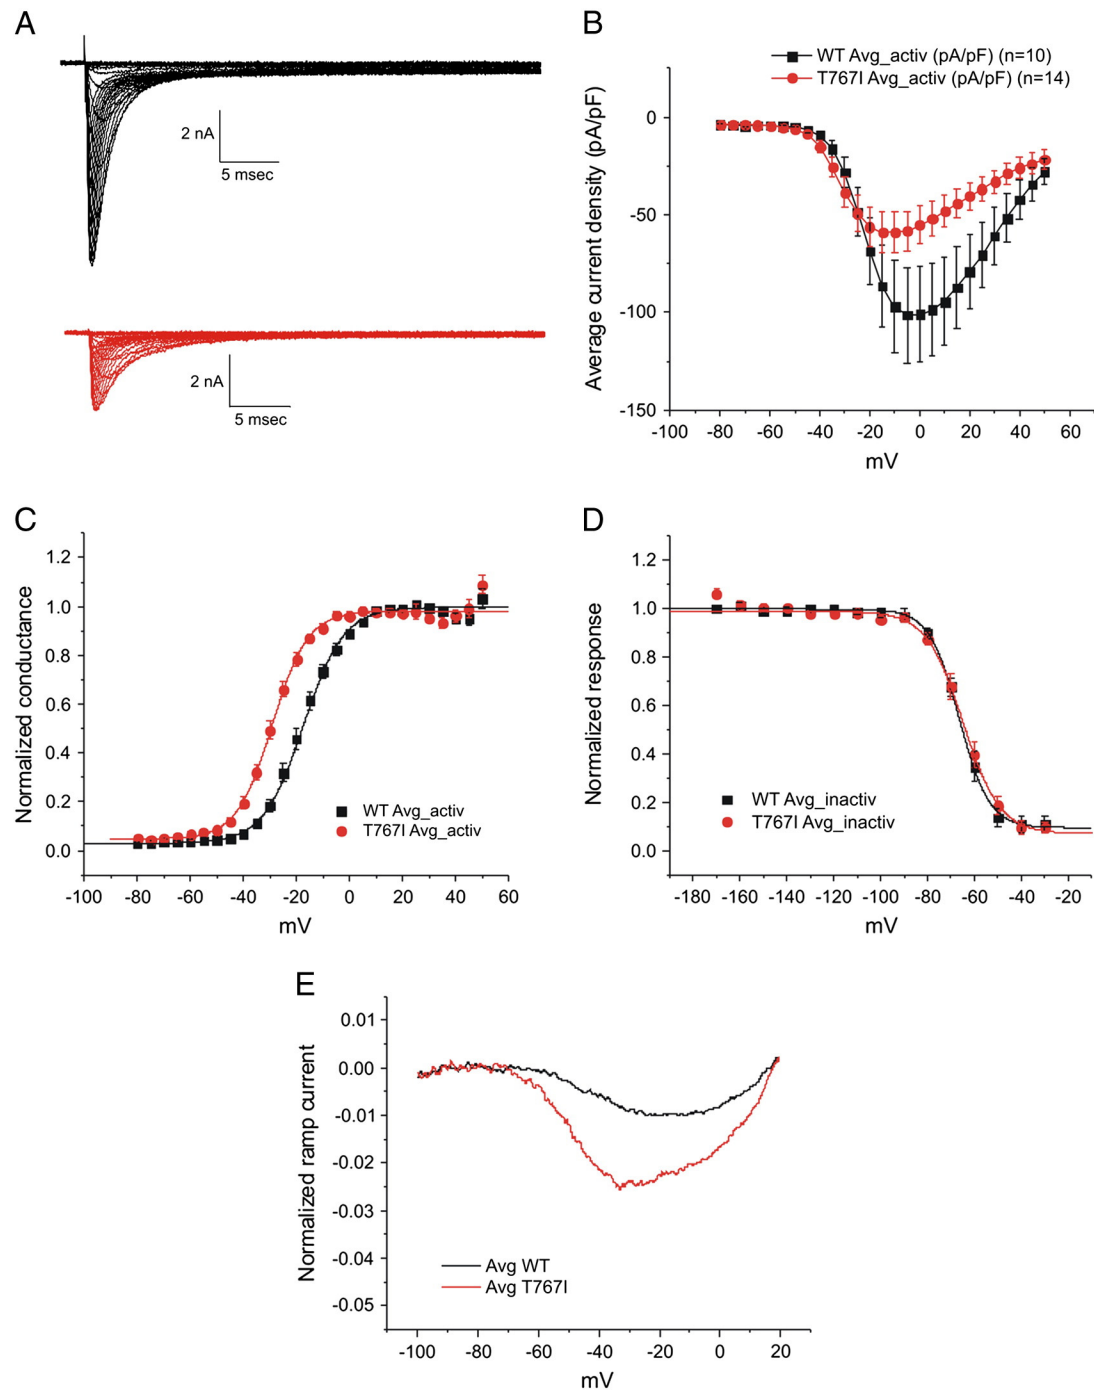 A
2 nA
5 msec
2 nA
5 msec
B
WT Avg_activ (pA/pF) (n=10)
T767I Avg_activ (pA/pF) (n=14)
Average current density (pA/pF)
0
-50
-100
-150
-100 -80 -60 -40 -20 0 20 40 60
mV
C
Normalized conductance
1.2
1.0
0.8
0.6
0.4
0.2
0.0
WT Avg_activ
T767I Avg_activ
-100 -80 -60 -40 -20 0 20 40 60
mV
D
Normalized response
1.2
1.0
0.8
0.6
0.4
0.2
0.0
WT Avg_inactiv
T767I Avg_inactiv
-180 -160 -140 -120 -100 -80 -60 -40 -20
mV
E
Normalized ramp current
0.01
0.00
-0.01
-0.02
-0.03
-0.04
-0.05
Avg WT
Avg T767I
-100 -80 -60 -40 -20 0 20
mV